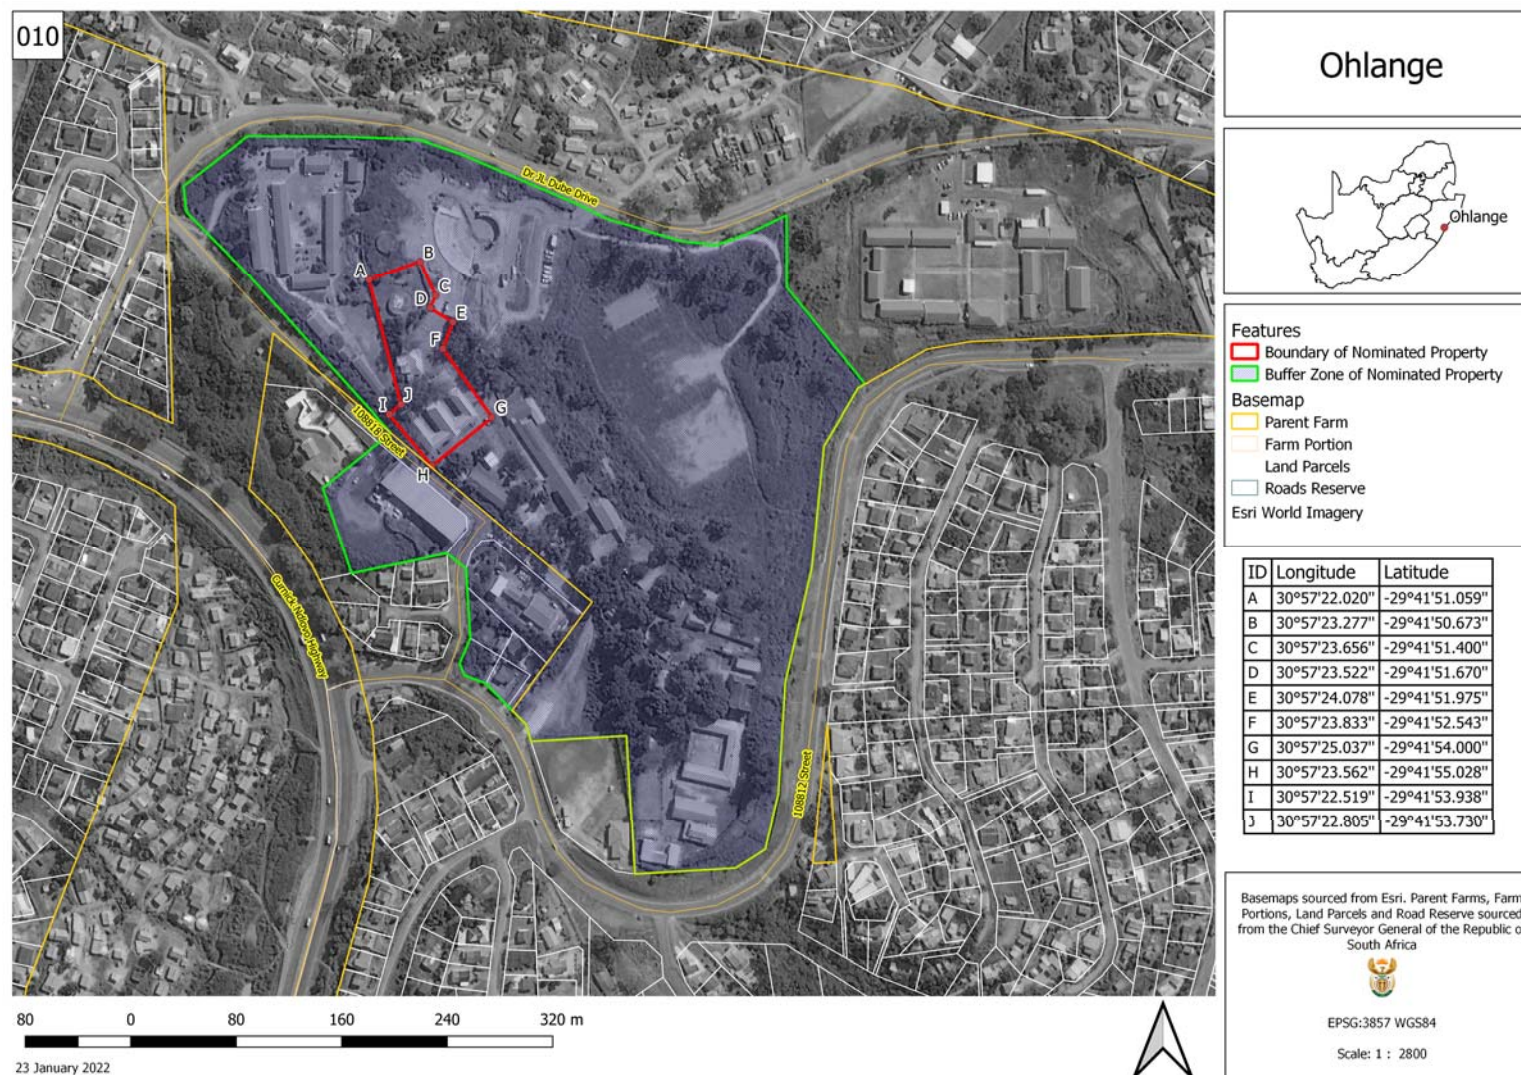 010
Ohlange
Ohlange
Dr JL Dube Drive
A
B
C
D
E
F
G
H
I
J
108818 Street
Curnick Ndlovu Highway
108812 Street
Features
Boundary of Nominated Property
Buffer Zone of Nominated Property
Basemap
Parent Farm
Farm Portion
Land Parcels
Roads Reserve
Esri World Imagery
ID Longitude Latitude
A 30°57'22.020" -29°41'51.059"
B 30°57'23.277" -29°41'50.673"
C 30°57'23.656" -29°41'51.400"
D 30°57'23.522" -29°41'51.670"
E 30°57'24.078" -29°41'51.975"
F 30°57'23.833" -29°41'52.543"
G 30°57'25.037" -29°41'54.000"
H 30°57'23.562" -29°41'55.028"
I 30°57'22.519" -29°41'53.938"
J 30°57'22.805" -29°41'53.730"
Basemaps sourced from Esri. Parent Farms, Farm
Portions, Land Parcels and Road Reserve sourced
from the Chief Surveyor General of the Republic o
South Africa
EPSG:3857 WGS84
Scale: 1 : 2800
80 0 80 160 240 320 m
23 January 2022